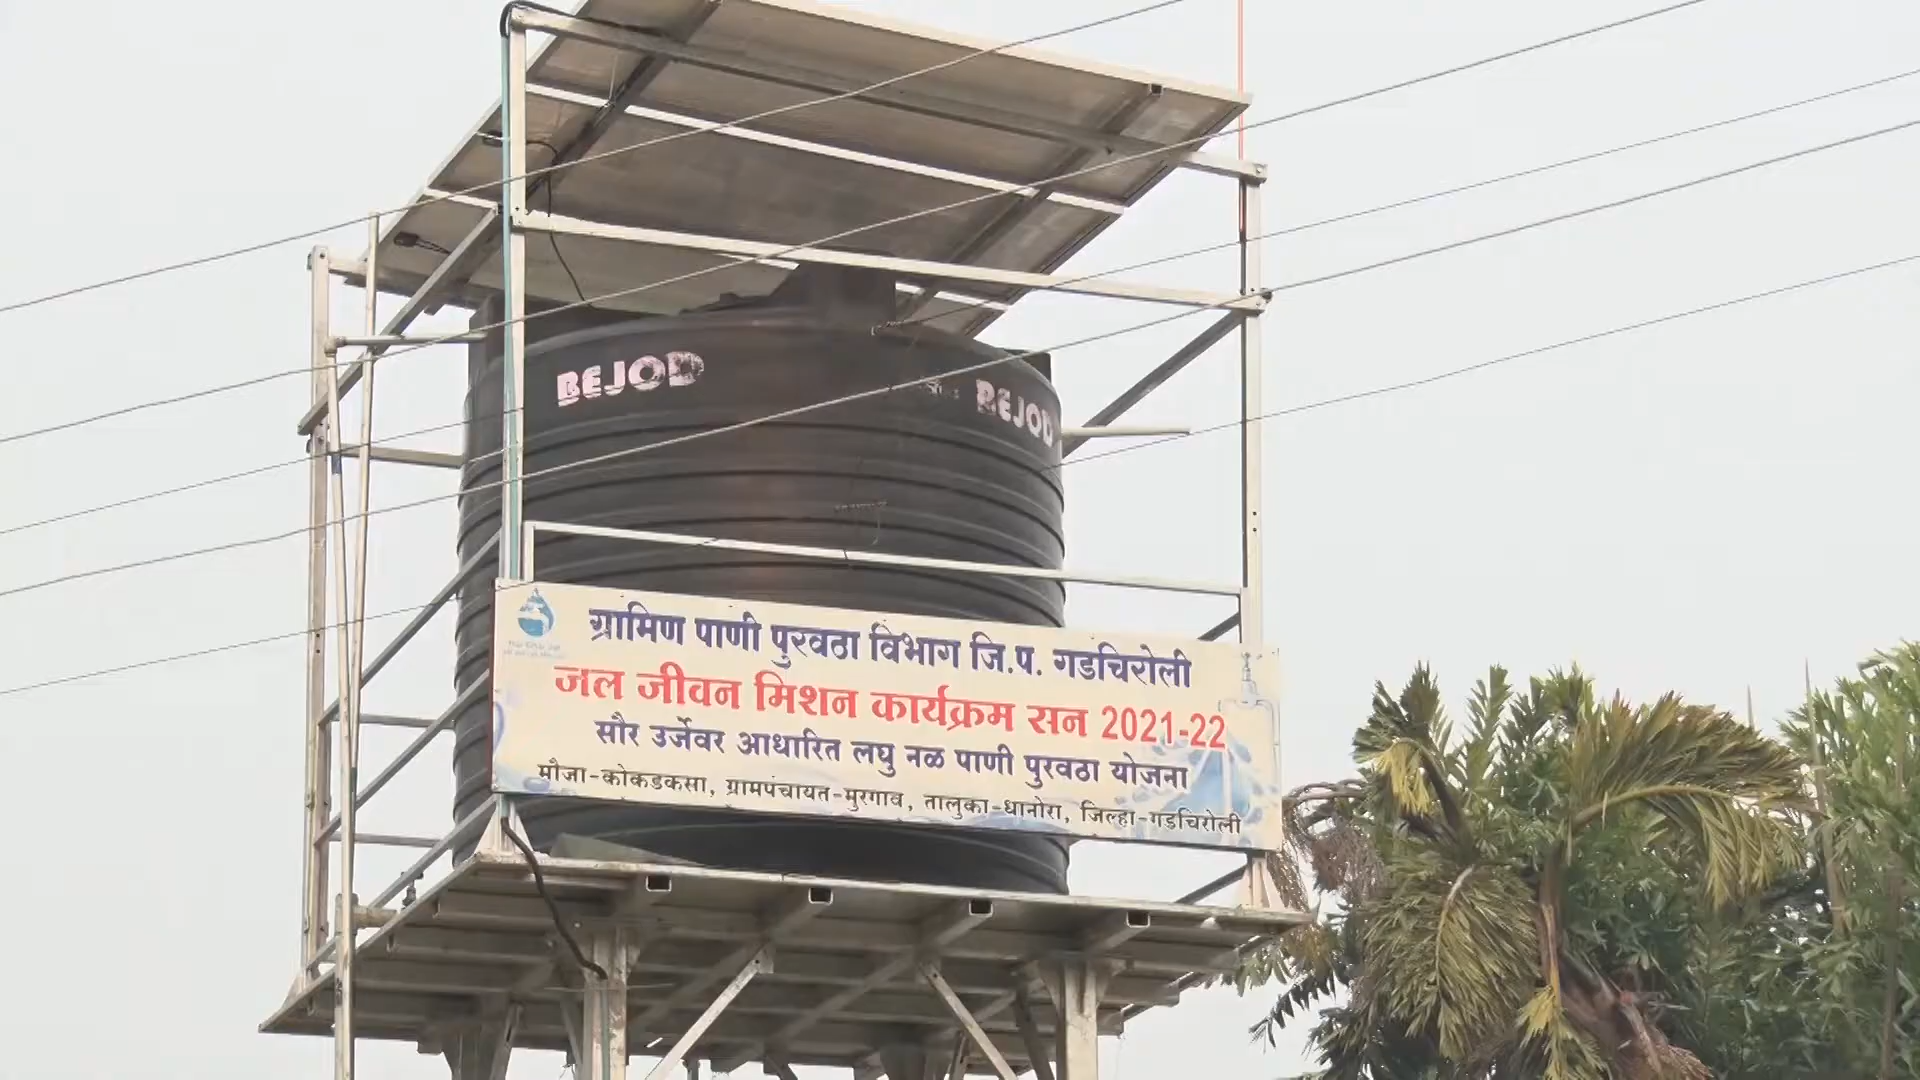 BEJOD
BEJOD
ग्रामिण पाणी पुरवठा विभाग जि.प. गडचिरोली
जल जीवन मिशन कार्यक्रम सन 2021-22
सौर उर्जेवर आधारित लघु नळ पाणी पुरवठा योजना
मौजा-कोकडकसा, ग्रामपंचायत-मुरगाव, तालुका-धानोरा, जिल्हा-गडचिरोली